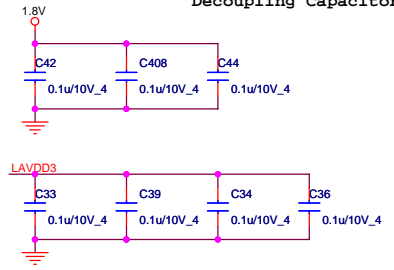 Decoupling Capacitor
1.8V
C42 C408 C44
0.1u/10V_4 0.1u/10V_4 0.1u/10V_4
LAVDD3
C33 C39 C34 C36
0.1u/10V_4 0.1u/10V_4 0.1u/10V_4 0.1u/10V_4